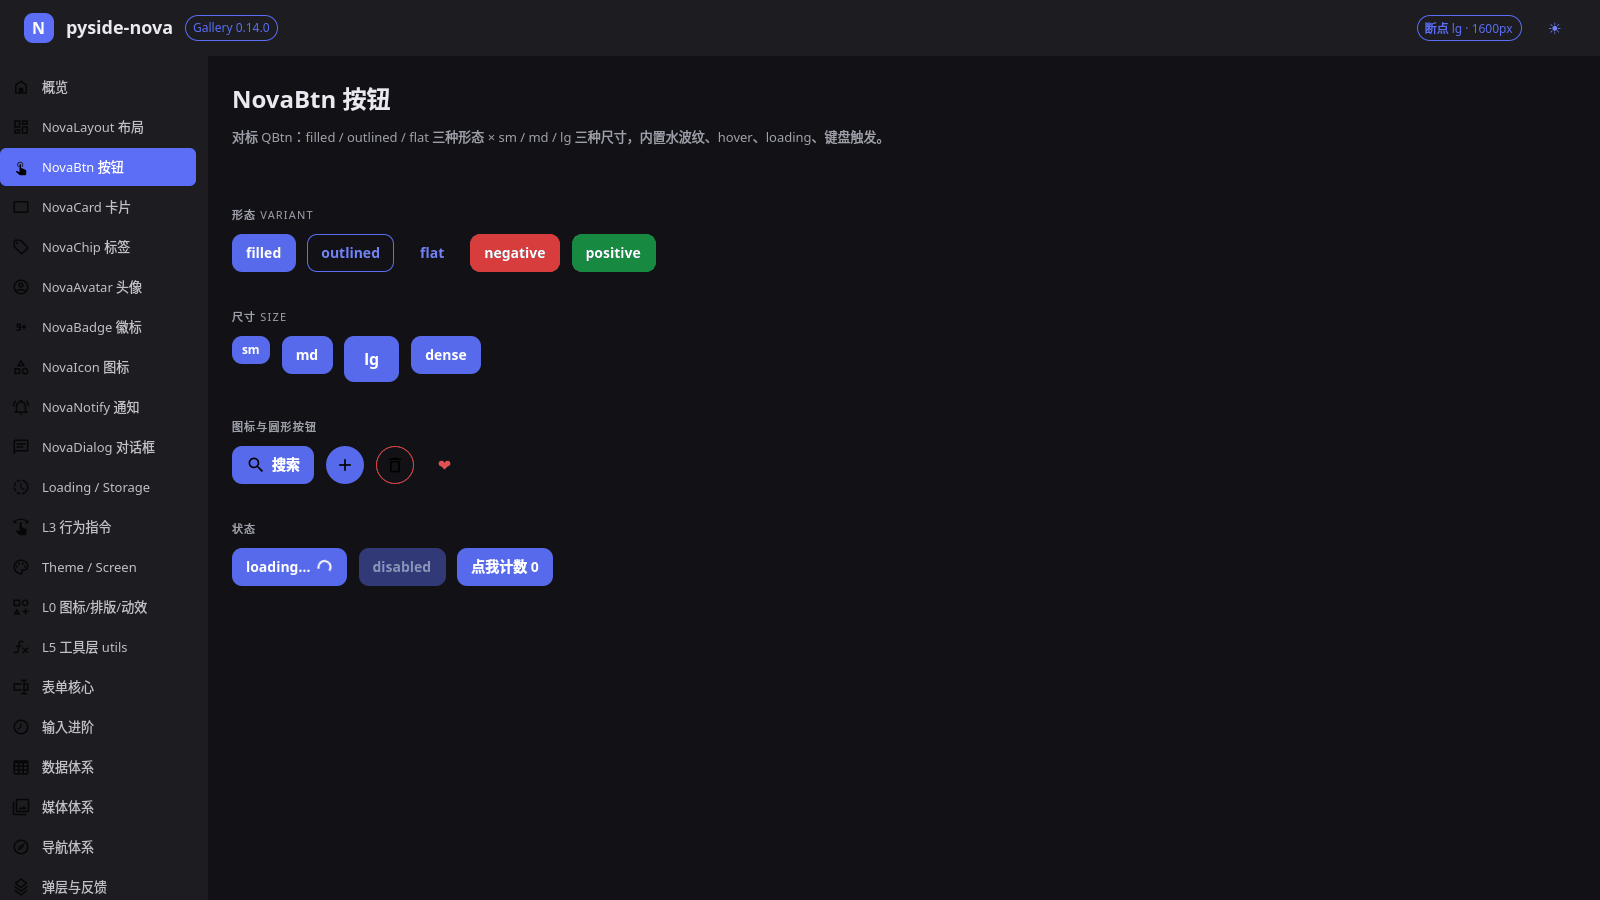 N pyside-nova Gallery 0.14.0 断点 lg · 1600px
概览
NovaLayout 布局
NovaBtn 按钮
NovaCard 卡片
NovaChip 标签
NovaAvatar 头像
9+ NovaBadge 徽标
NovaIcon 图标
NovaNotify 通知
NovaDialog 对话框
Loading / Storage
L3 行为指令
Theme / Screen
L0 图标/排版/动效
L5 工具层 utils
表单核心
输入进阶
数据体系
媒体体系
导航体系
弹层与反馈
NovaBtn 按钮
对标 QBtn：filled / outlined / flat 三种形态 × sm / md / lg 三种尺寸，内置水波纹、hover、loading、键盘触发。
形态 VARIANT
filled outlined flat negative positive
尺寸 SIZE
sm md lg dense
图标与圆形按钮
搜索
状态
loading... disabled 点我计数 0